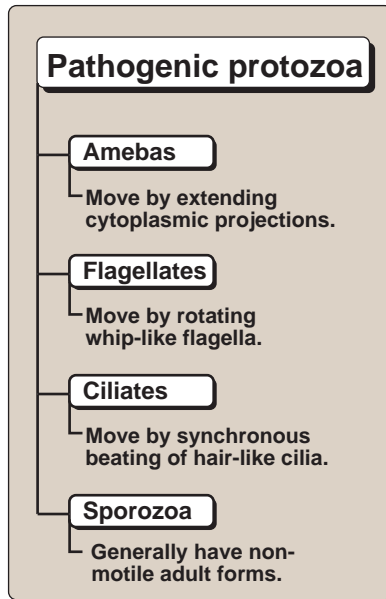 Pathogenic protozoa
Amebas
Move by extending
cytoplasmic projections.
Flagellates
Move by rotating
whip-like flagella.
Ciliates
Move by synchronous
beating of hair-like cilia.
Sporozoa
Generally have non-
motile adult forms.